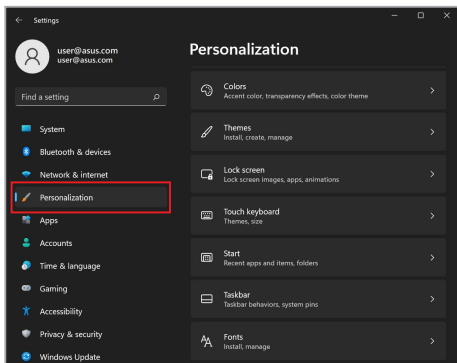 Settings
user@asus.com
user@asus.com
Find a setting
System
Bluetooth & devices
Network & internet
Personalization
Apps
Accounts
Time & language
Gaming
Accessibility
Privacy & security
Windows Update
Personalization
Colors
Accent color, transparency effects, color theme
Themes
Install, create, manage
Lock screen
Lock screen images, apps, animations
Touch keyboard
Themes, size
Start
Recent apps and items, folders
Taskbar
Taskbar behaviors, system pins
Fonts
Install, manage